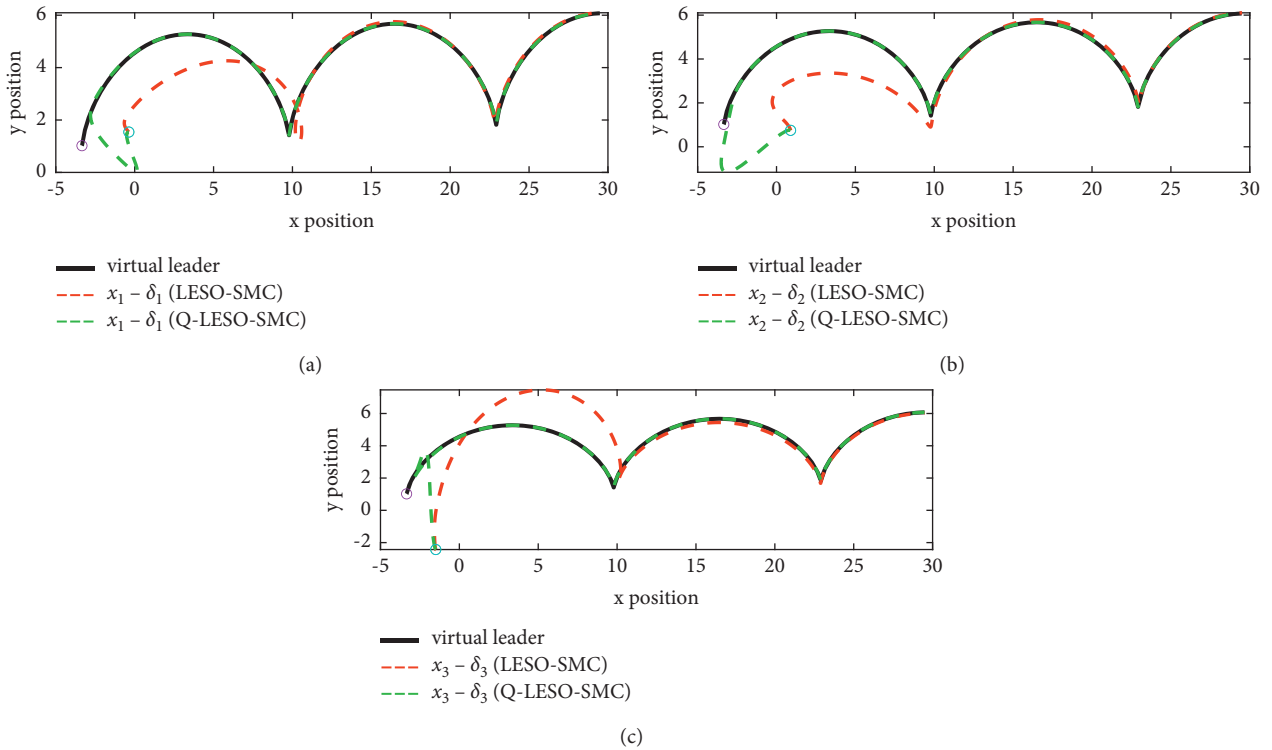 6
4
2
0
y position
-5 0 5 10 15 20 25 30
x position
virtual leader
x₁ – δ₁ (LESO-SMC)
x₁ – δ₁ (Q-LESO-SMC)
(a)
6
4
2
0
y position
-5 0 5 10 15 20 25 30
x position
virtual leader
x₂ – δ₂ (LESO-SMC)
x₂ – δ₂ (Q-LESO-SMC)
(b)
6
4
2
0
-2
y position
-5 0 5 10 15 20 25 30
x position
virtual leader
x₃ – δ₃ (LESO-SMC)
x₃ – δ₃ (Q-LESO-SMC)
(c)